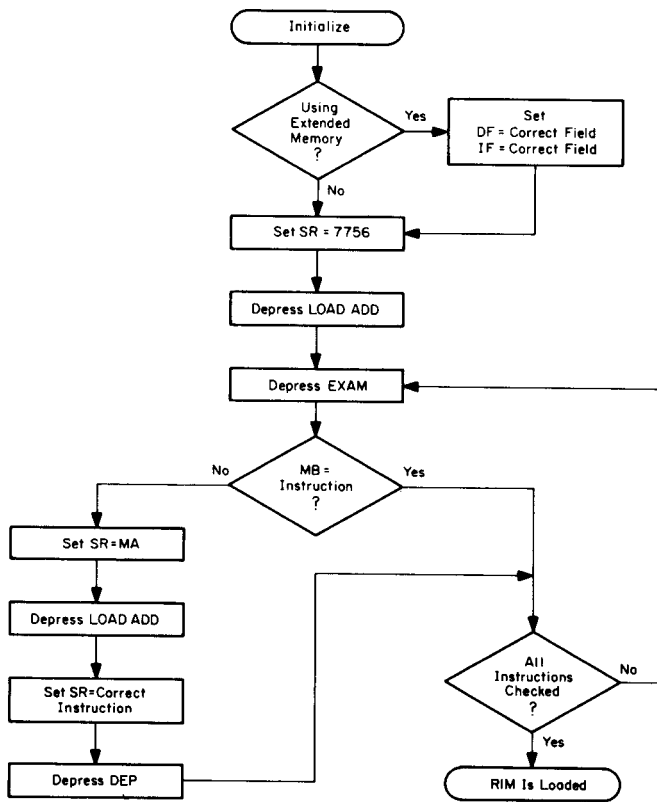 Initialize
Using
Extended
Memory
?
Yes
Set
DF = Correct Field
IF = Correct Field
No
Set SR = 7756
Depress LOAD ADD
Depress EXAM
No
MB =
Instruction
?
Yes
Set SR=MA
Depress LOAD ADD
Set SR=Correct
Instruction
Depress DEP
All
Instructions
Checked
?
No
Yes
RIM Is Loaded